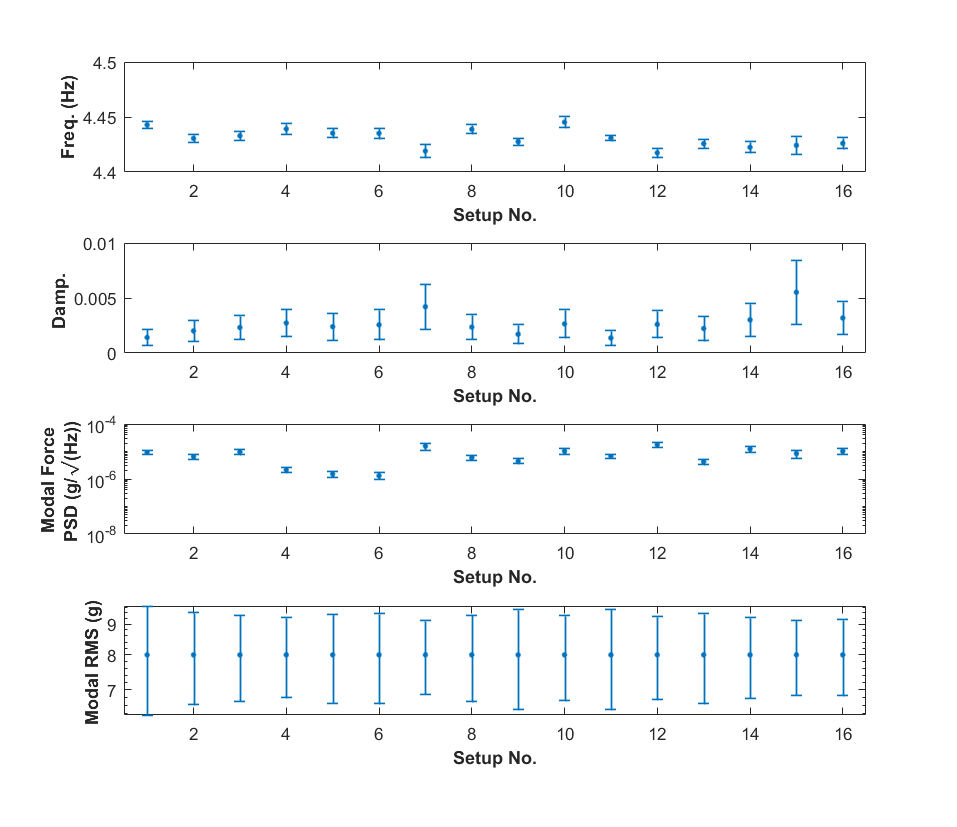 4.5
4.45
4.4
Freq. (Hz)
2 4 6 8 10 12 14 16
Setup No.
0.01
0.005
0
Damp.
2 4 6 8 10 12 14 16
Setup No.
10^-4
10^-6
10^-8
Modal Force
PSD (g/√(Hz))
2 4 6 8 10 12 14 16
Setup No.
9
8
7
Modal RMS (g)
2 4 6 8 10 12 14 16
Setup No.